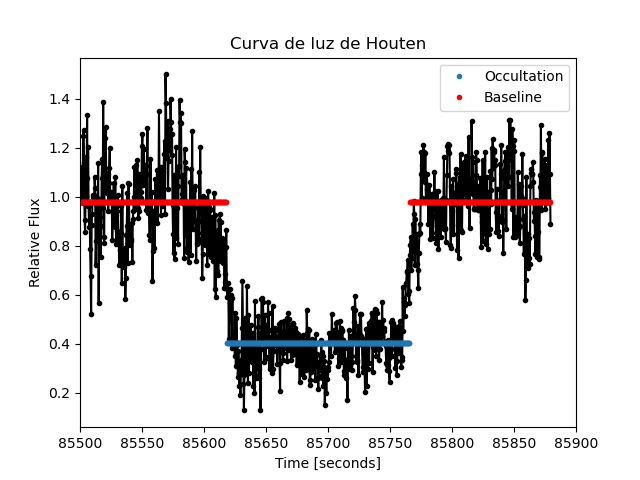 Curva de luz de Houten
Occultation
Baseline
Relative Flux
1.4
1.2
1.0
0.8
0.6
0.4
0.2
85500 85550 85600 85650 85700 85750 85800 85850 85900
Time [seconds]